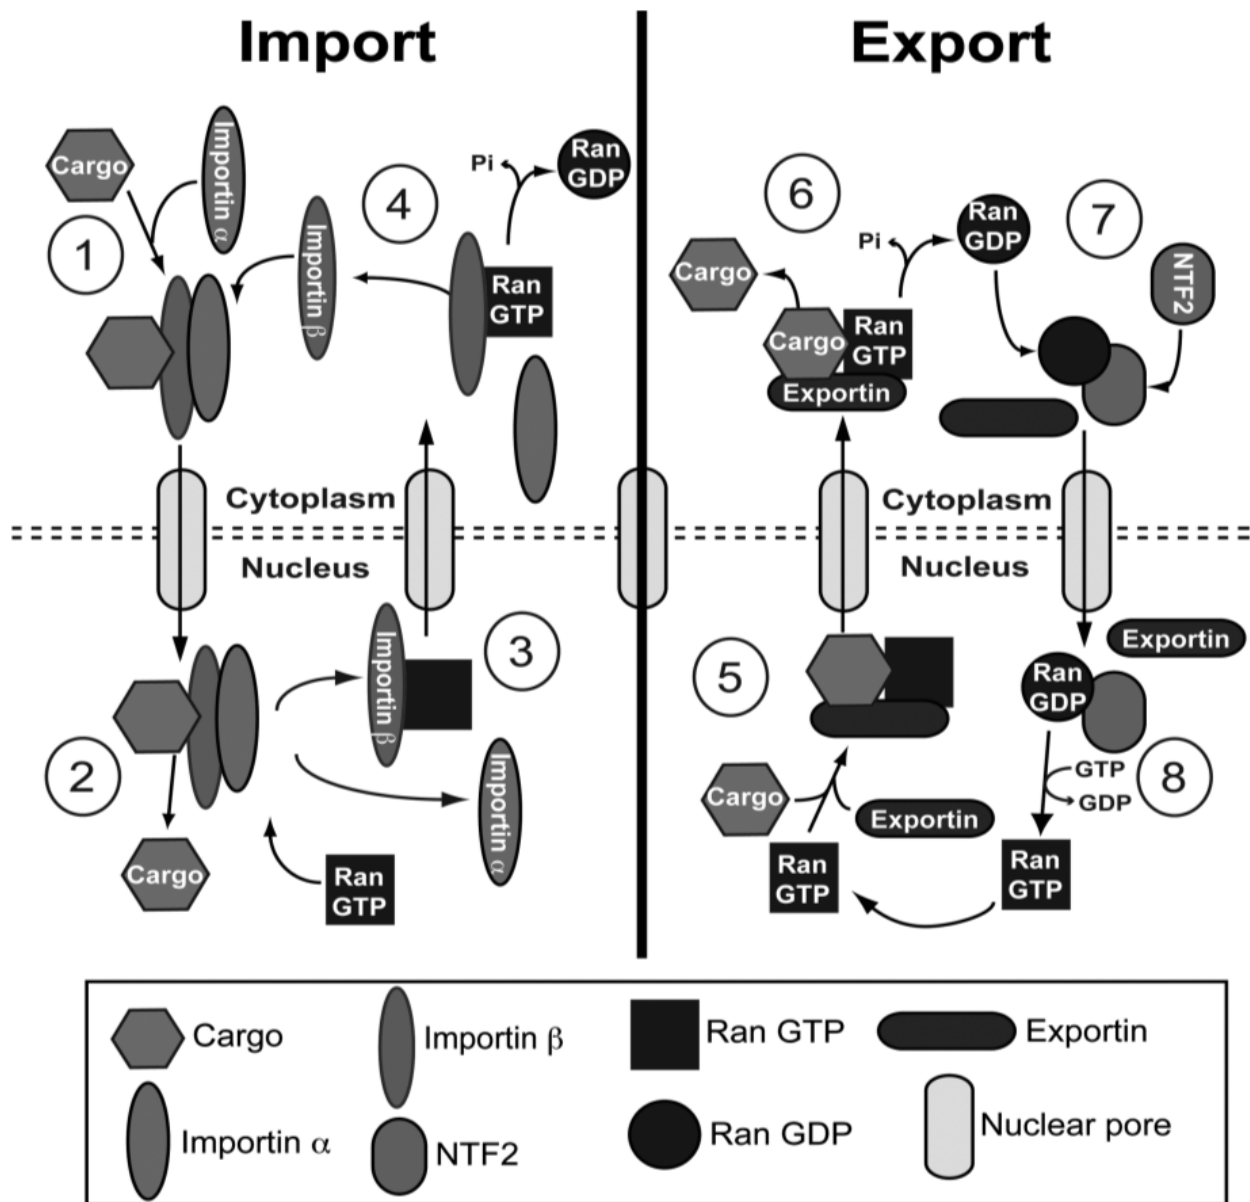 Import
Export
Cargo
Importin α
1
Importin β
4
Pi
Ran
GDP
Ran
GTP
6
Pi
Ran
GDP
7
Cargo
NTF2
Cargo
Ran
GTP
Exportin
Cytoplasm
Nucleus
Cytoplasm
Nucleus
2
Cargo
Importin β
3
Importin α
Ran
GTP
5
Cargo
Exportin
Ran
GTP
Exportin
Ran
GDP
GTP
GDP
8
Ran
GTP
Cargo
Importin β
Ran GTP
Exportin
Importin α
NTF2
Ran GDP
Nuclear pore